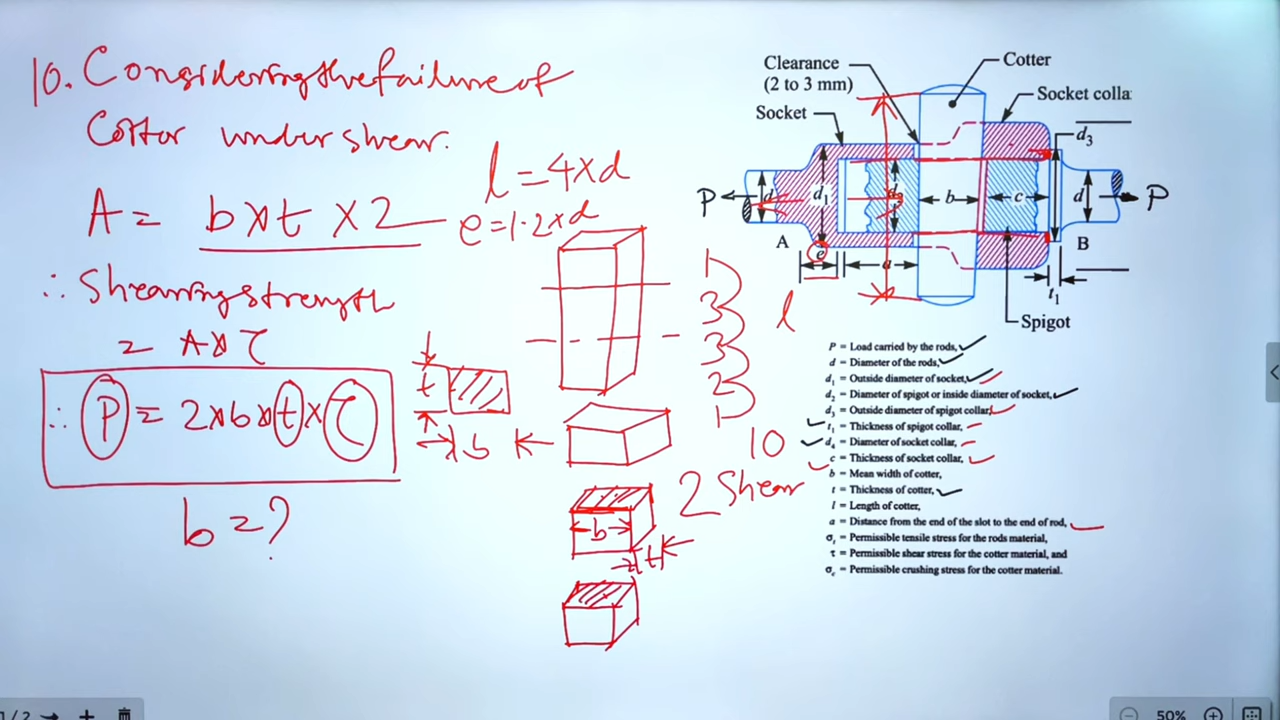 10. Considering the failure of
Cotter under shear.
A = b × t × 2
l = 4 × d
e = 1.2 × d
∴ Shearing strength
= A × τ
∴ P = 2 × b × t × τ
b = ?
t
b
1
3
3
2
1
10
2 Shear
b
t
l
Clearance
(2 to 3 mm)
Cotter
Socket
Socket colla
d3
P
d
d1
d2
b
c
d
P
A
e
a
B
t1
Spigot
P = Load carried by the rods,
d = Diameter of the rods,
d1 = Outside diameter of socket,
d2 = Diameter of spigot or inside diameter of socket,
d3 = Outside diameter of spigot collar,
t1 = Thickness of spigot collar,
d4 = Diameter of socket collar,
c = Thickness of socket collar,
b = Mean width of cotter,
t = Thickness of cotter,
l = Length of cotter,
a = Distance from the end of the slot to the end of rod,
σt = Permissible tensile stress for the rods material,
τ = Permissible shear stress for the cotter material, and
σc = Permissible crushing stress for the cotter material.
1 / 2
50%